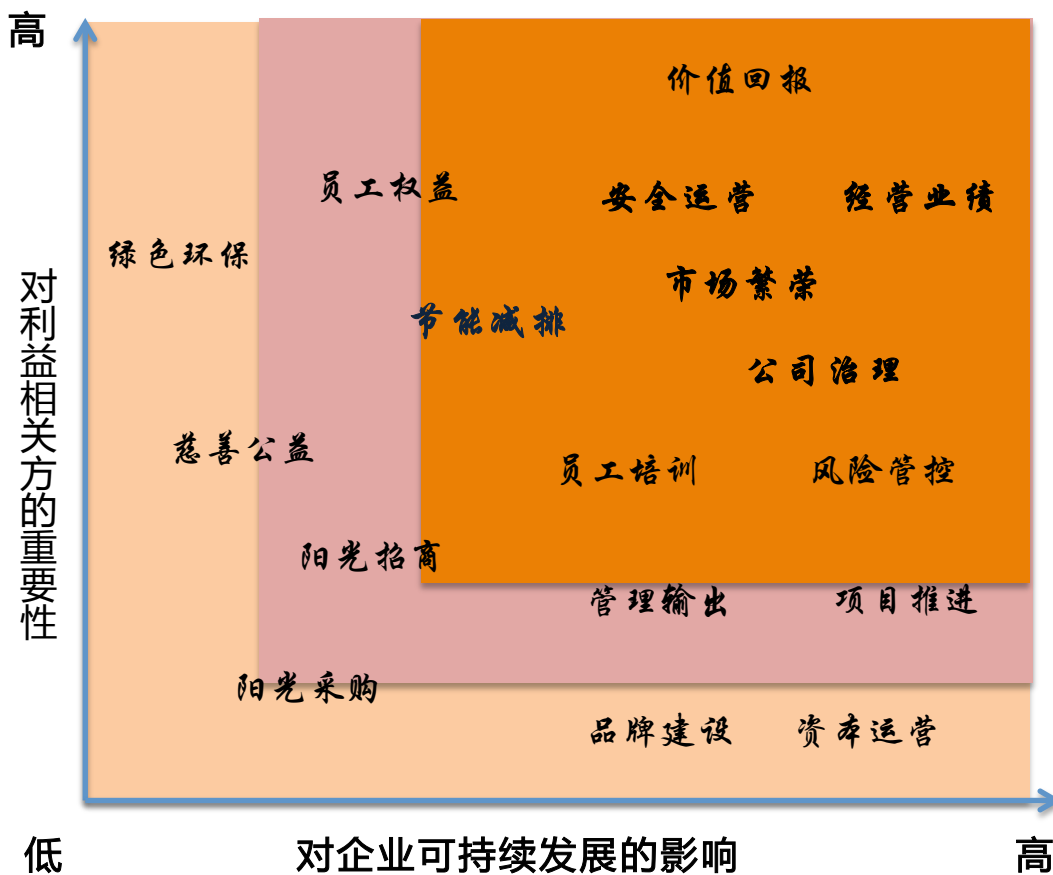 高
价值回报
员工权益
安全运营
经营业绩
绿色环保
市场繁荣
节能减排
公司治理
慈善公益
员工培训
风险管控
阳光招商
管理输出
项目推进
阳光采购
品牌建设
资本运营
对利益相关方的重要性
低
对企业可持续发展的影响
高